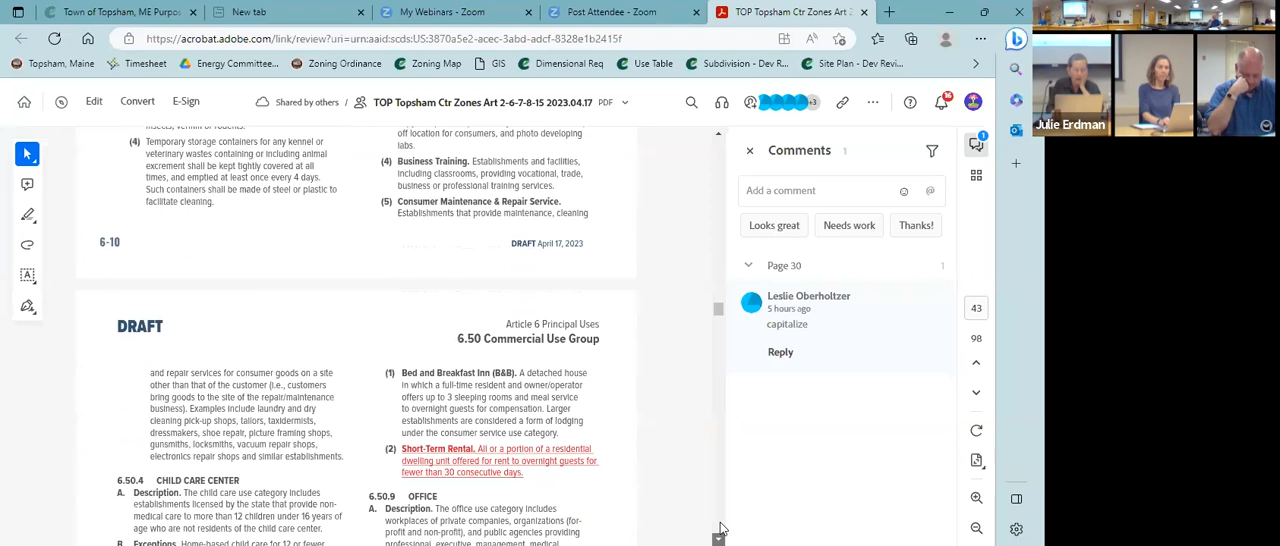 Town of Topsham, ME Purpo
New tab
My Webinars - Zoom
Post Attendee - Zoom
TOP Topsham Ctr Zones Art 2
https://acrobat.adobe.com/link/review?uri=urn:aaid:scds:US:3870a5e2-acec-3abd-adcf-8328e1b2415f
Topsham, Maine
Timesheet
Energy Committee...
Zoning Ordinance
Zoning Map
GIS
Dimensional Req
Use Table
Subdivision - Dev R...
Site Plan - Dev Revi...
Edit
Convert
E-Sign
Shared by others
TOP Topsham Ctr Zones Art 2-6-7-8-15 2023.04.17
PDF
+3
16
Julie Erdman
(4) Temporary storage containers for any kennel or
veterinary wastes containing or including animal
excrement shall be kept tightly covered at all
times, and emptied at least once every 4 days.
Such containers shall be made of steel or plastic to
facilitate cleaning.
of location for consumers, and photo developing
labs.
(4) Business Training. Establishments and facilities,
including classrooms, providing vocational, trade,
business or professional training services.
(5) Consumer Maintenance & Repair Service.
Establishments that provide maintenance, cleaning
6-10
DRAFT April 17, 2023
DRAFT
Article 6 Principal Uses
6.50 Commercial Use Group
and repair services for consumer goods on a site
other than that of the customer (i.e., customers
bring goods to the site of the repair/maintenance
business). Examples include laundry and dry
cleaning pick-up shops, tailors, taxidermists,
dressmakers, shoe repair, picture framing shops,
gunsmiths, locksmiths, vacuum repair shops,
electronics repair shops and similar establishments.
6.50.4 CHILD CARE CENTER
A. Description. The child care use category includes
establishments licensed by the state that provide non-
medical care to more than 12 children under 16 years of
age who are not residents of the child care center.
B. Exceptions. Home-based child care for 12 or fewer
(1) Bed and Breakfast Inn (B&B). A detached house
in which a full-time resident and owner/operator
offers up to 3 sleeping rooms and meal service
to overnight guests for compensation. Larger
establishments are considered a form of lodging
under the consumer service use category.
(2) Short-Term Rental. All or a portion of a residential
dwelling unit offered for rent to overnight guests for
fewer than 30 consecutive days.
6.50.9 OFFICE
A. Description. The office use category includes
workplaces of private companies, organizations (for-
profit and non-profit), and public agencies providing
professional, executive, management, medical
Comments 1
Add a comment
Looks great
Needs work
Thanks!
Page 30
1
Leslie Oberholtzer
5 hours ago
capitalize
Reply
1
43
98